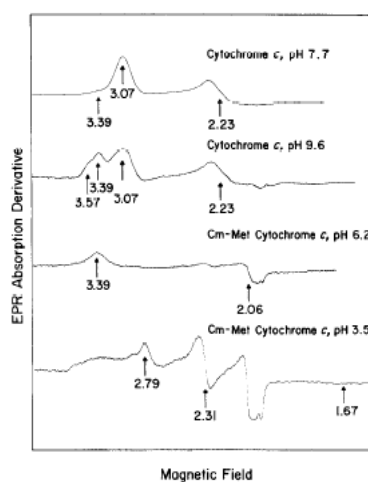 Cytochrome c, pH 7.7
3.07
3.39
2.23
Cytochrome c, pH 9.6
3.39
3.57
3.07
2.23
Cm-Met Cytochrome c, pH 6.2
3.39
2.06
Cm-Met Cytochrome c, pH 3.5
2.79
2.31
1.67
EPR Absorption Derivative
Magnetic Field